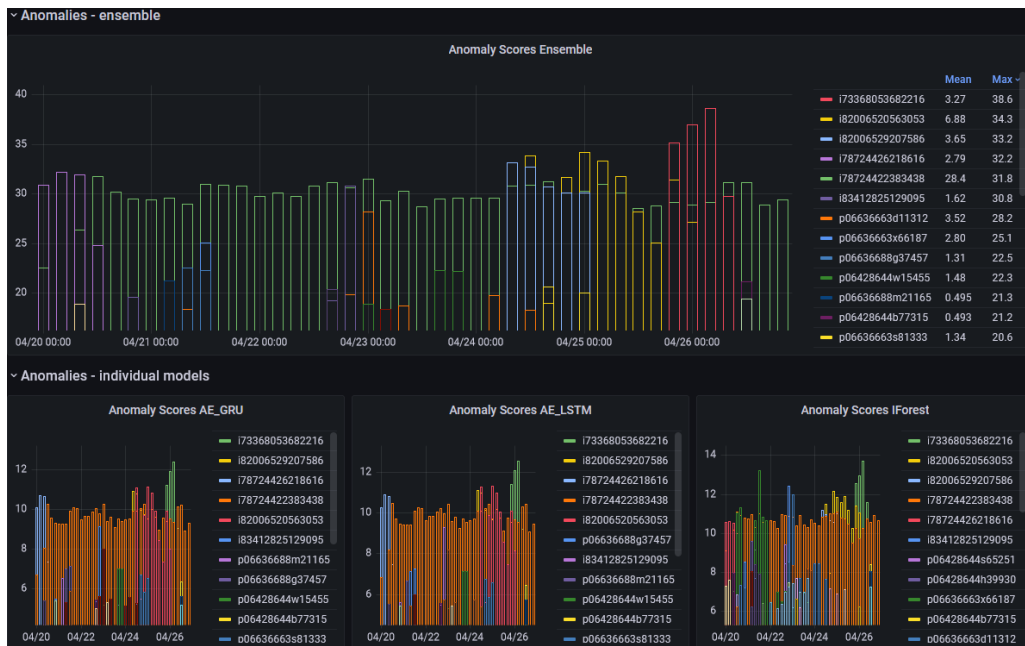 Anomalies - ensemble
Anomaly Scores Ensemble
Mean Max
40
35
30
25
20
04/20 00:00 04/21 00:00 04/22 00:00 04/23 00:00 04/24 00:00 04/25 00:00 04/26 00:00
i73368053682216 3.27 38.6
i82006520563053 6.88 34.3
i82006529207586 3.65 33.2
i78724426218616 2.79 32.2
i78724422383438 28.4 31.8
i83412825129095 1.62 30.8
p06636663d11312 3.52 28.2
p06636663x66187 2.80 25.1
p06636688g37457 1.31 22.5
p06428644w15455 1.48 22.3
p06636688m21165 0.495 21.3
p06428644b77315 0.493 21.2
p06636663s81333 1.34 20.6
Anomalies - individual models
Anomaly Scores AE_GRU
12
10
8
6
04/20 04/22 04/24 04/26
i73368053682216
i82006529207586
i78724426218616
i78724422383438
i82006520563053
i83412825129095
p06636688m21165
p06636688g37457
p06428644w15455
p06428644b77315
p06636663s81333
Anomaly Scores AE_LSTM
12
10
8
6
04/20 04/22 04/24 04/26
i73368053682216
i82006529207586
i78724426218616
i78724422383438
i82006520563053
p06636688g37457
i83412825129095
p06636688m21165
p06428644w15455
p06428644b77315
p06636663s81333
Anomaly Scores IForest
14
12
10
8
6
04/20 04/22 04/24 04/26
i73368053682216
i82006520563053
i82006529207586
i78724422383438
i78724426218616
i83412825129095
p06428644s65251
p06428644h39930
p06636663x66187
p06428644b77315
p06636663d11312